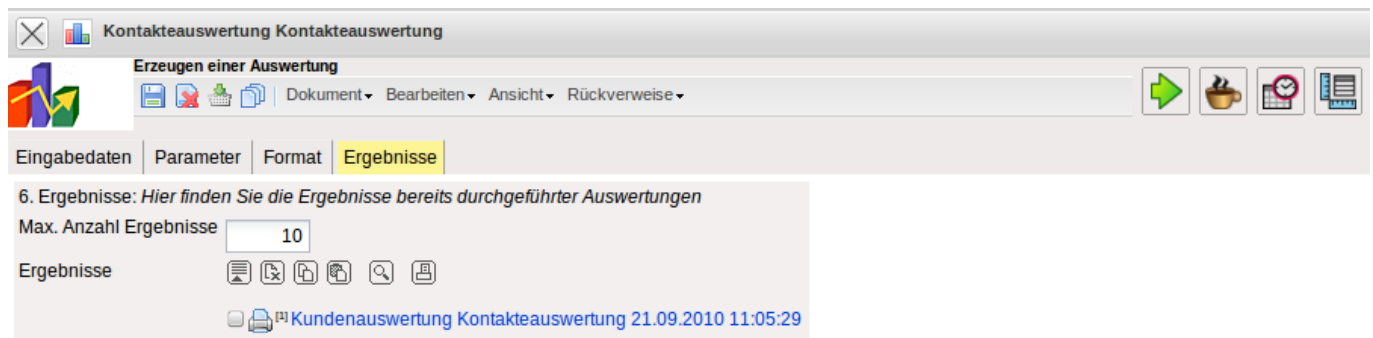 Kontakteauswertung Kontakteauswertung
Erzeugen einer Auswertung
Dokument Bearbeiten Ansicht Rückverweise
Eingabedaten Parameter Format Ergebnisse
6. Ergebnisse: Hier finden Sie die Ergebnisse bereits durchgeführter Auswertungen
Max. Anzahl Ergebnisse 10
Ergebnisse
[1] Kundenauswertung Kontakteauswertung 21.09.2010 11:05:29